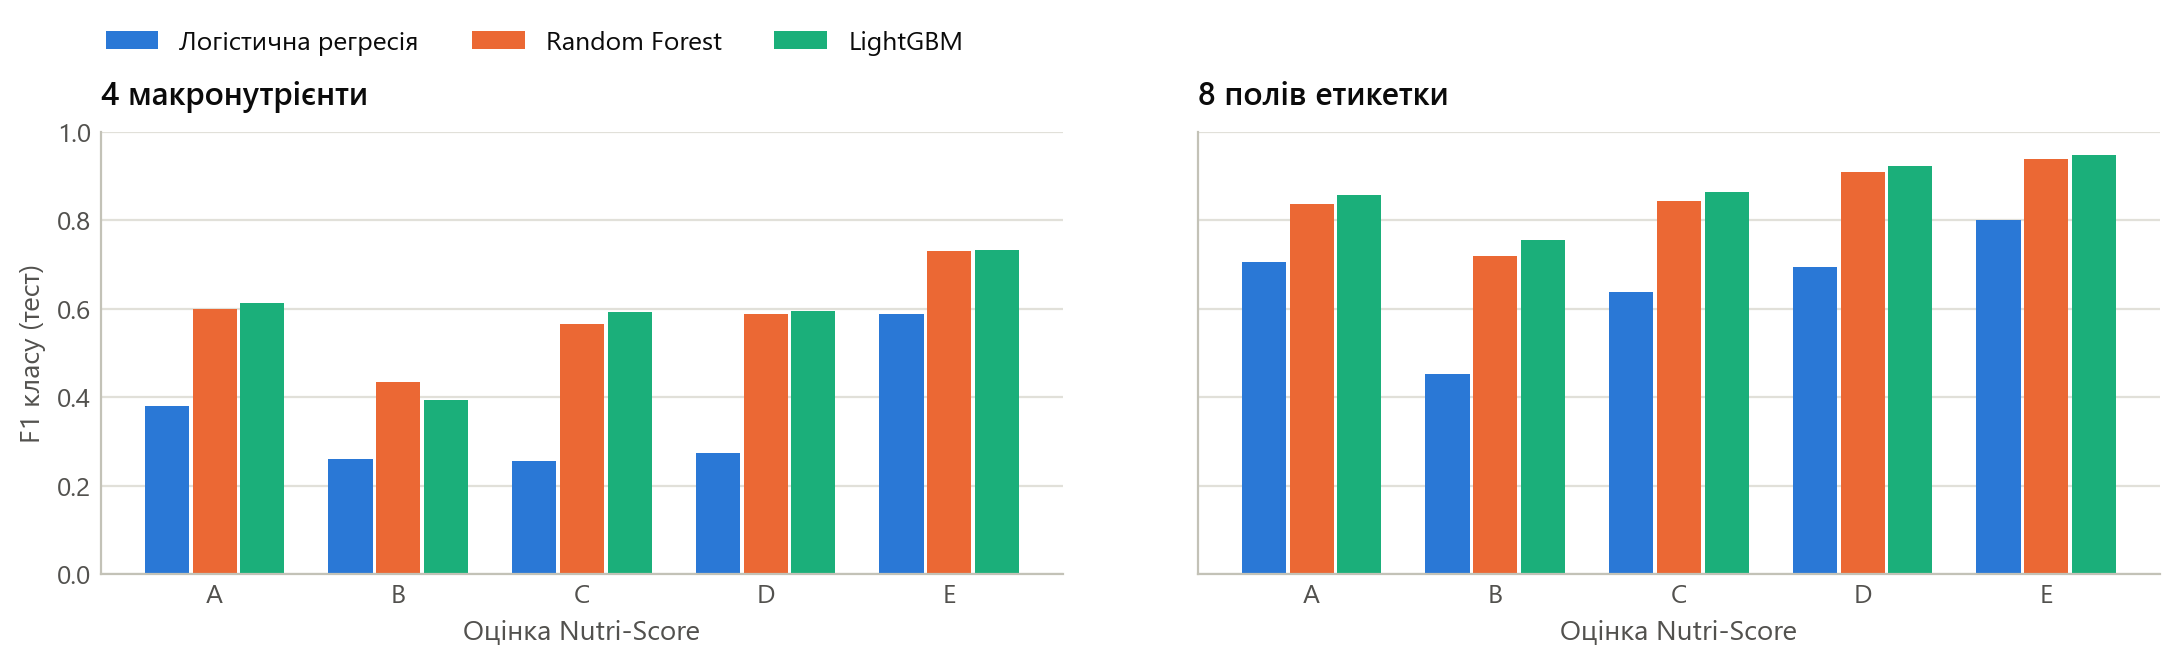 Логістична регресія Random Forest LightGBM
4 макронутрієнти
8 полів етикетки
F1 класу (тест)
1.0
0.8
0.6
0.4
0.2
0.0
A B C D E
Оцінка Nutri-Score
A B C D E
Оцінка Nutri-Score